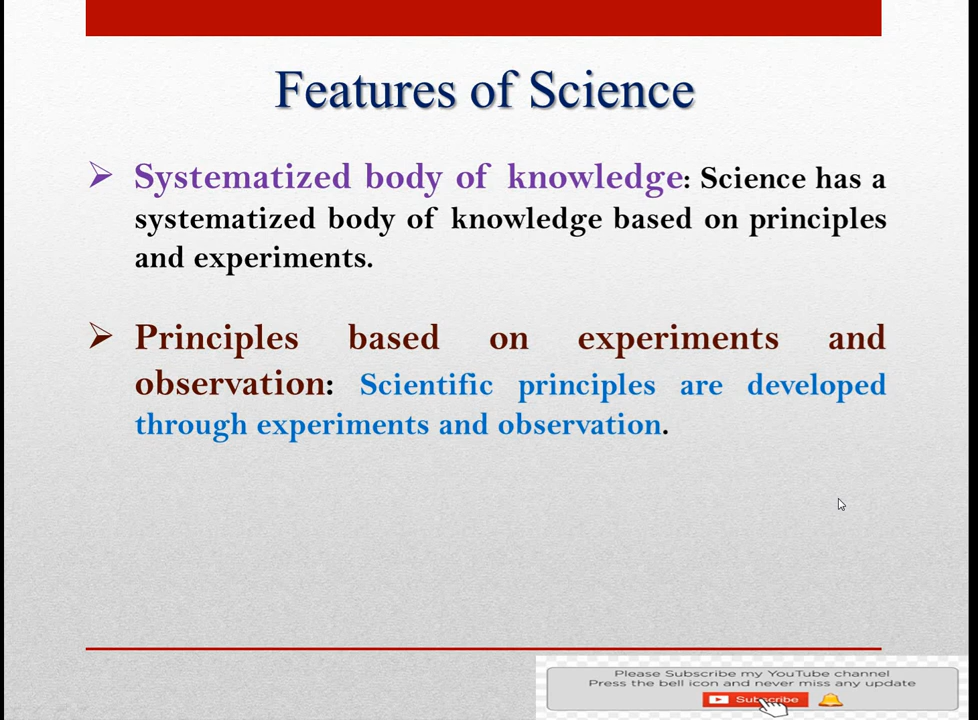 Features of Science
Systematized body of knowledge: Science has a
systematized body of knowledge based on principles
and experiments.
Principles based on experiments and
observation: Scientific principles are developed
through experiments and observation.
Please Subscribe my YouTube channel
Press the bell icon and never miss any update
Subscribe